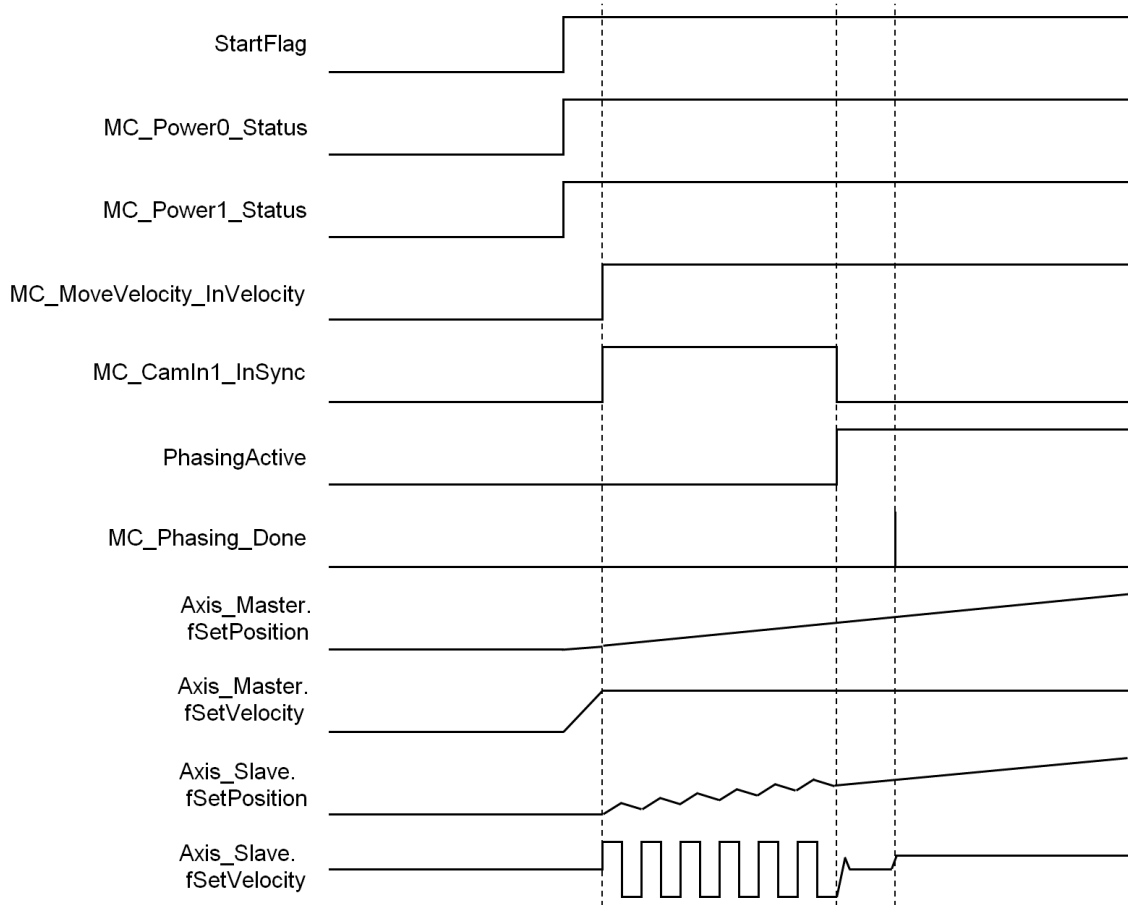 StartFlag
MC_Power0_Status
MC_Power1_Status
MC_MoveVelocity_InVelocity
MC_CamIn1_InSync
PhasingActive
MC_Phasing_Done
Axis_Master.
fSetPosition
Axis_Master.
fSetVelocity
Axis_Slave.
fSetPosition
Axis_Slave.
fSetVelocity